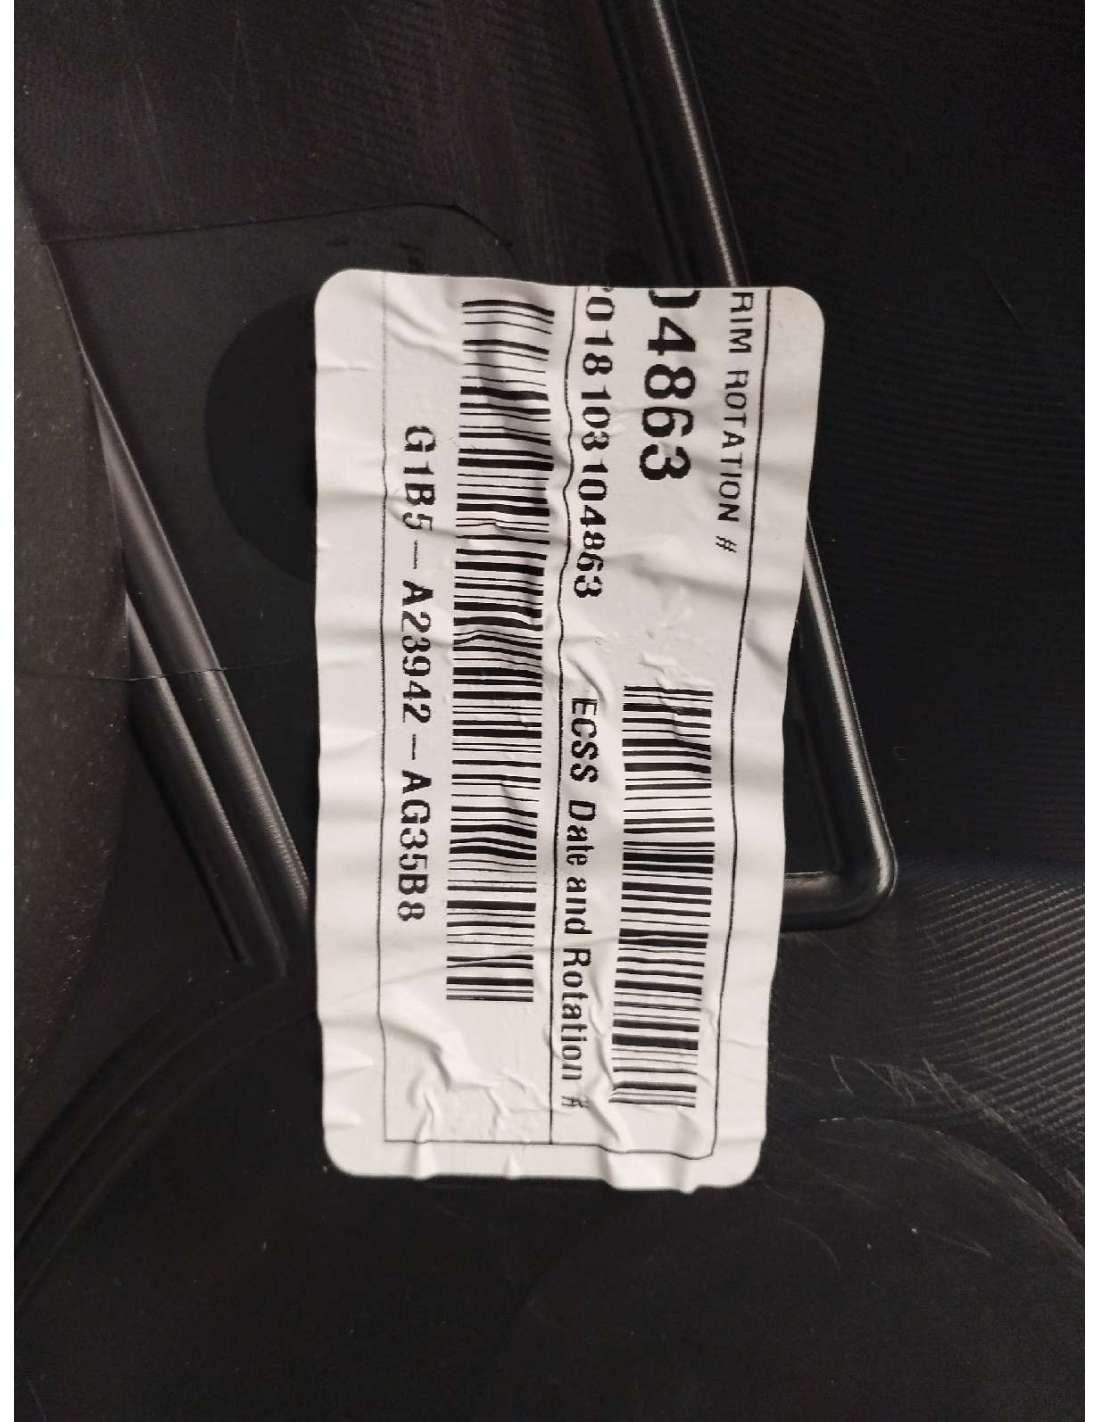 RIM ROTATION #
04863
2018103104863
ECSS Date and Rotation #
G1B5-A23942-AG35B8